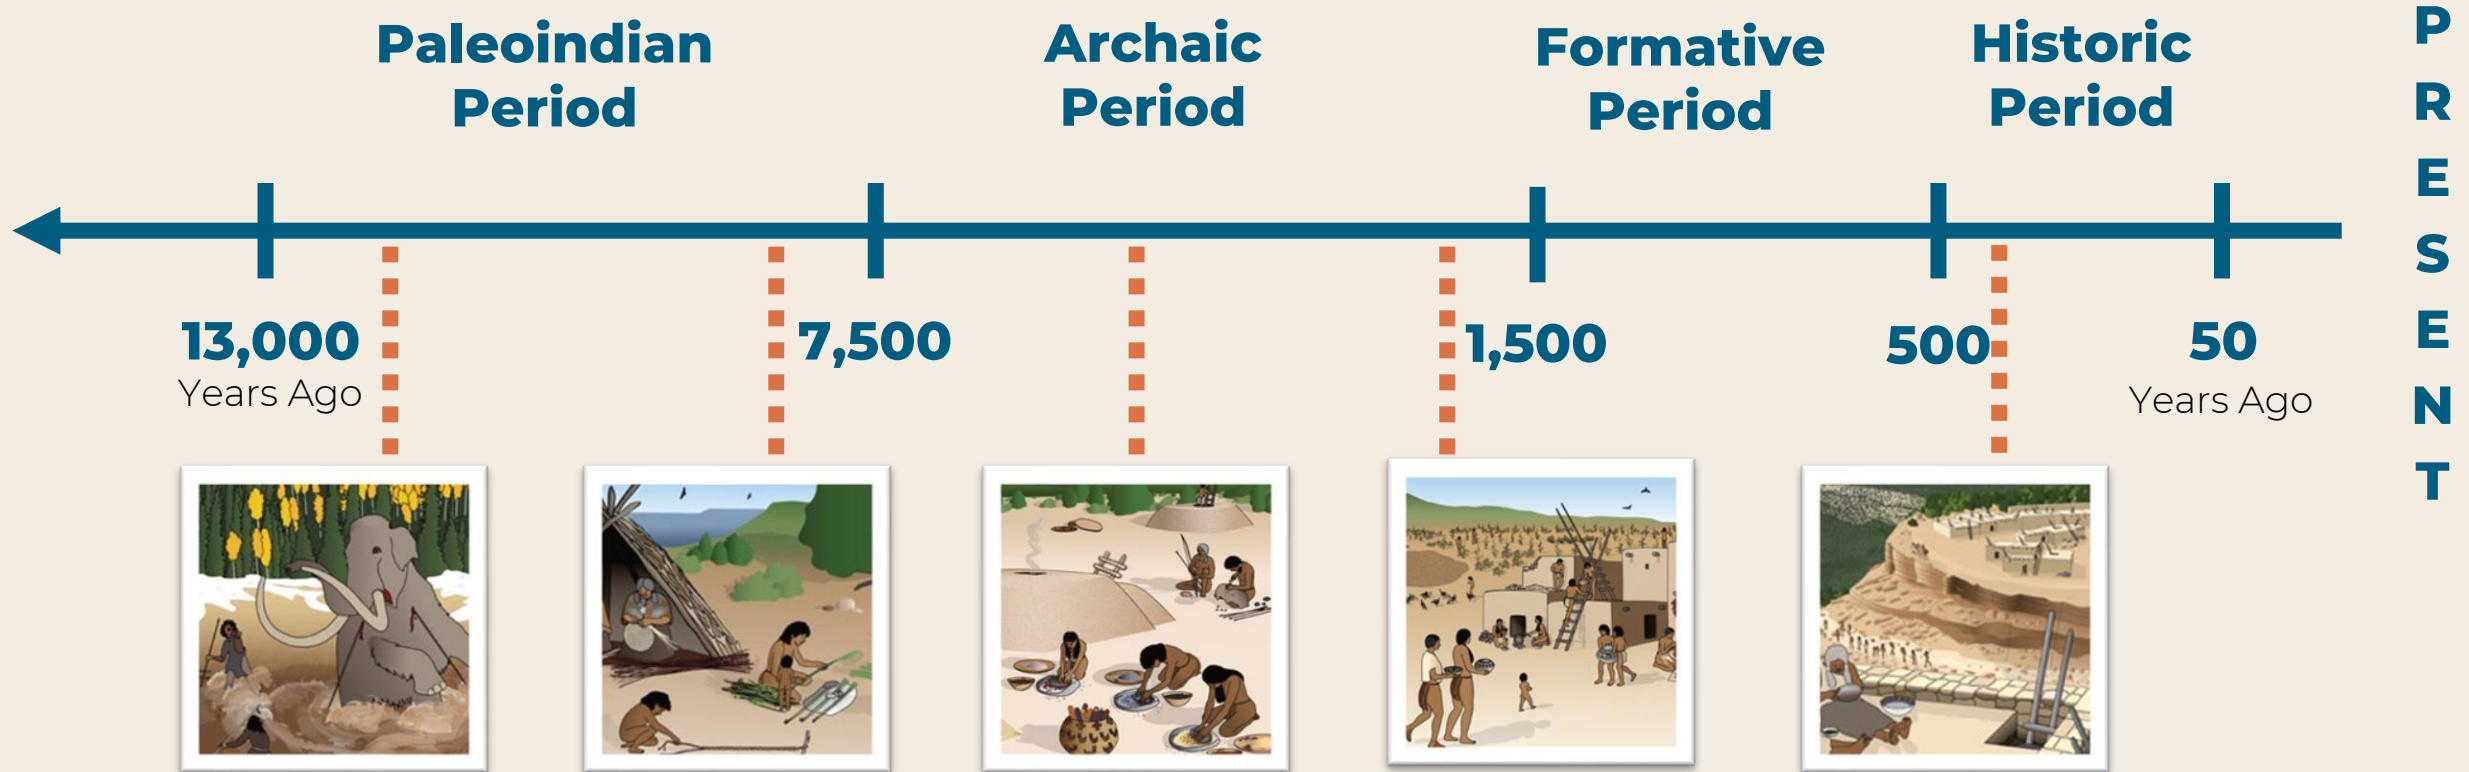 Paleoindian
Period
Archaic
Period
Formative
Period
Historic
Period
PRESENT
13,000
Years Ago
7,500
1,500
500
50
Years Ago